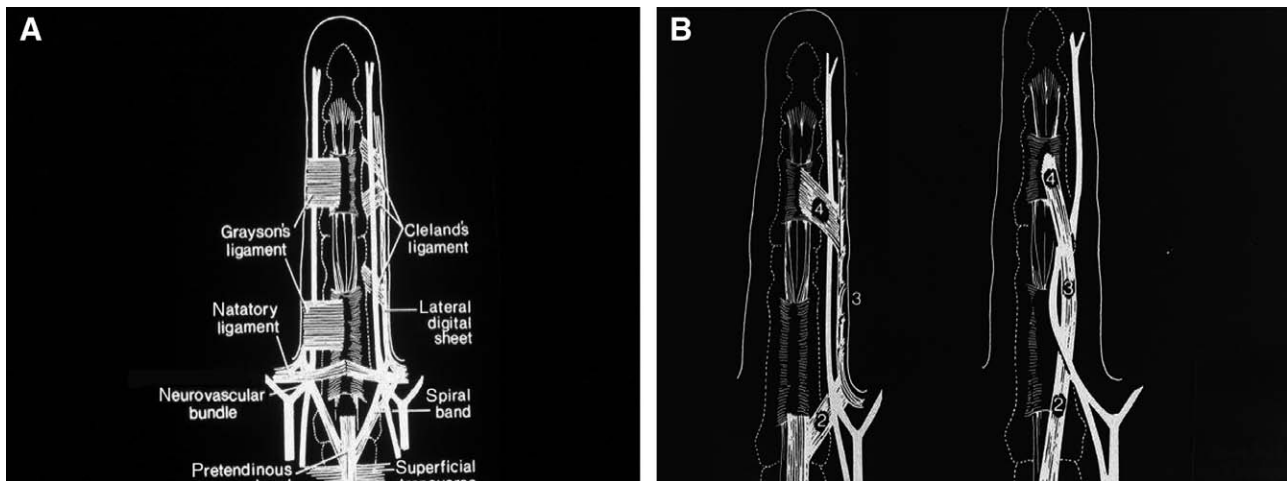 A
B
Grayson's
ligament
Cleland's
ligament
Natatory
ligament
Lateral
digital
sheet
Neurovascular
bundle
Spiral
band
Pretendinous
Superficial
4
3
2
4
3
2